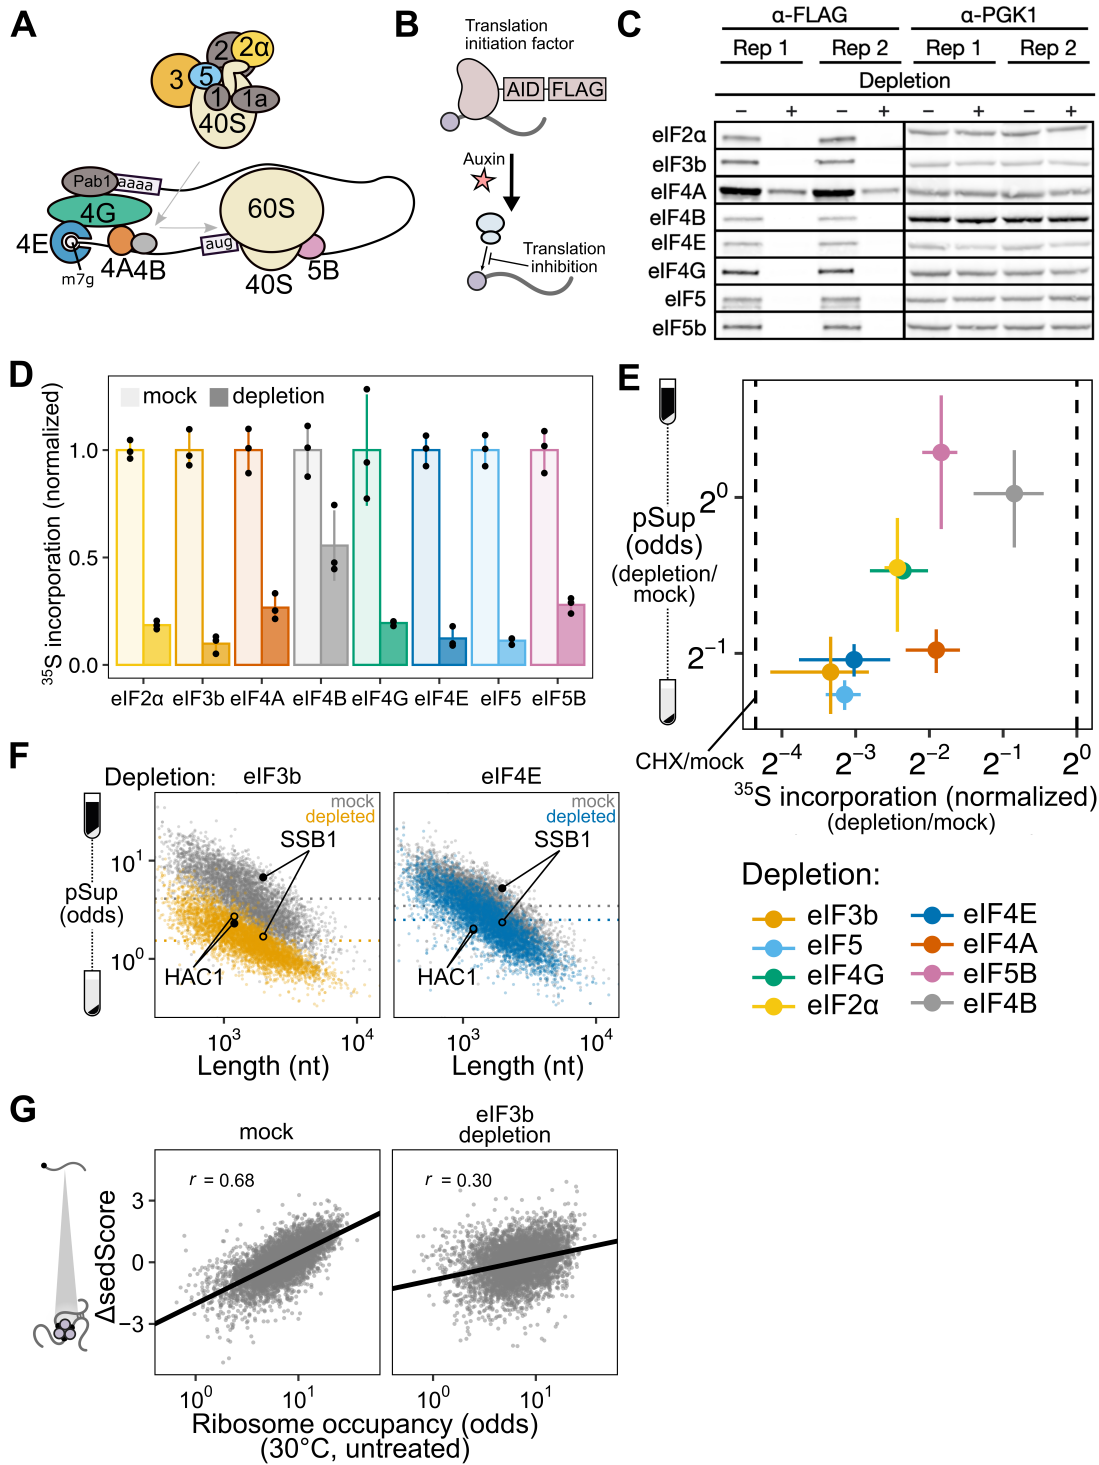 A
2
2α
3
5
1
1a
40S
Pab1
aaaa
4G
60S
4E
aug
4A
4B
5B
m7g
40S
B
Translation
initiation factor
AID
FLAG
Auxin
Translation
inhibition
C
α-FLAG
α-PGK1
Rep 1
Rep 2
Rep 1
Rep 2
Depletion
− + − + − + − +
eIF2α
eIF3b
eIF4A
eIF4B
eIF4E
eIF4G
eIF5
eIF5b
D
35S incorporation (normalized)
mock
depletion
1.0
0.5
0.0
eIF2α
eIF3b
eIF4A
eIF4B
eIF4G
eIF4E
eIF5
eIF5B
E
pSup
(odds)
(depletion/
mock)
2^0
2^−1
CHX/mock
2^−4
2^−3
2^−2
2^−1
2^0
35S incorporation (normalized)
(depletion/mock)
Depletion:
eIF3b
eIF5
eIF4G
eIF2α
eIF4E
eIF4A
eIF5B
eIF4B
F
Depletion:
eIF3b
eIF4E
pSup
(odds)
10^1
10^0
mock
depleted
SSB1
HAC1
mock
depleted
SSB1
HAC1
10^3
10^4
10^3
10^4
Length (nt)
Length (nt)
G
mock
eIF3b
depletion
ΔsedScore
r = 0.68
r = 0.30
3
0
−3
10^0
10^1
10^0
10^1
Ribosome occupancy (odds)
(30°C, untreated)